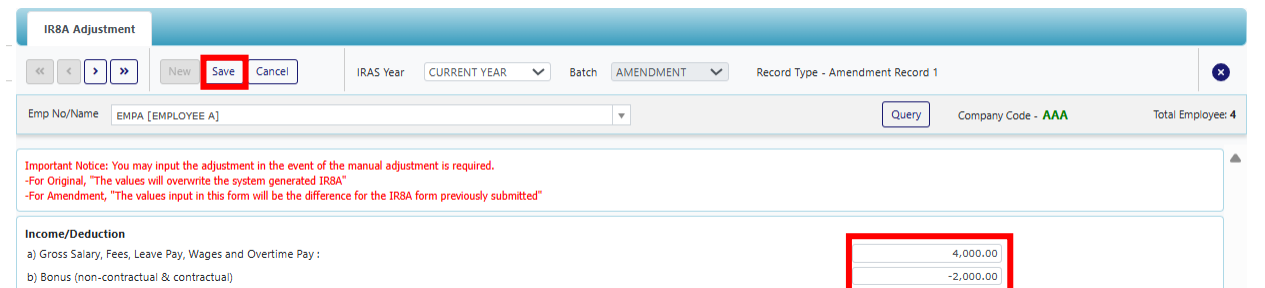 IR8A Adjustment
« < > » New Save Cancel IRAS Year CURRENT YEAR Batch AMENDMENT Record Type - Amendment Record 1
Emp No/Name EMPA [EMPLOYEE A] Query Company Code - AAA Total Employee: 4
Important Notice: You may input the adjustment in the event of the manual adjustment is required.
-For Original, "The values will overwrite the system generated IR8A"
-For Amendment, "The values input in this form will be the difference for the IR8A form previously submitted"
Income/Deduction
a) Gross Salary, Fees, Leave Pay, Wages and Overtime Pay : 4,000.00
b) Bonus (non-contractual & contractual) -2,000.00